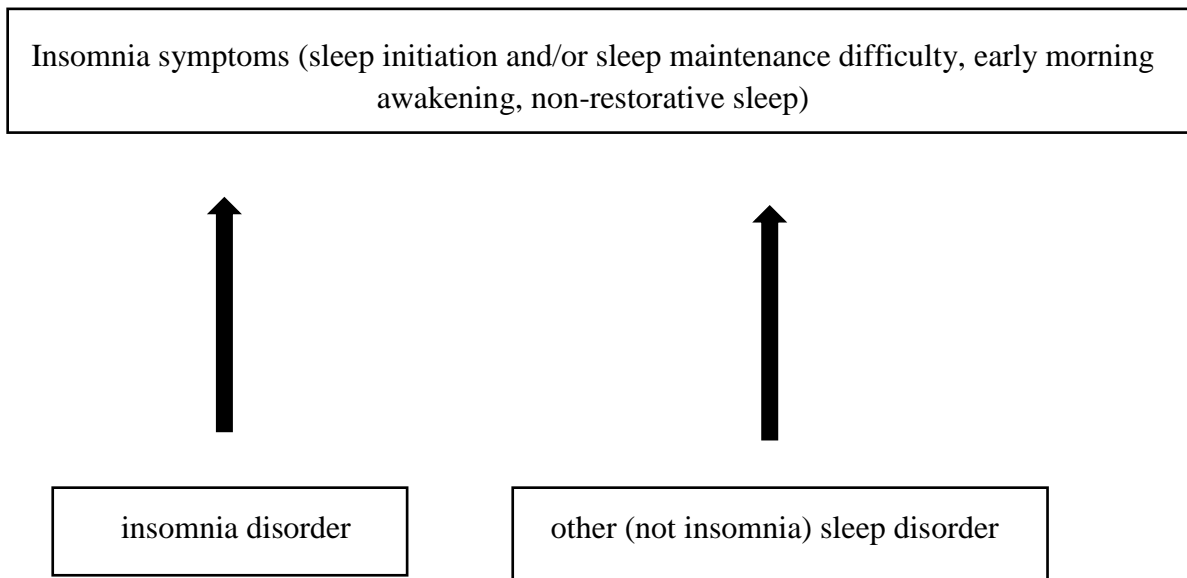 Insomnia symptoms (sleep initiation and/or sleep maintenance difficulty, early morning
awakening, non-restorative sleep)
insomnia disorder
other (not insomnia) sleep disorder